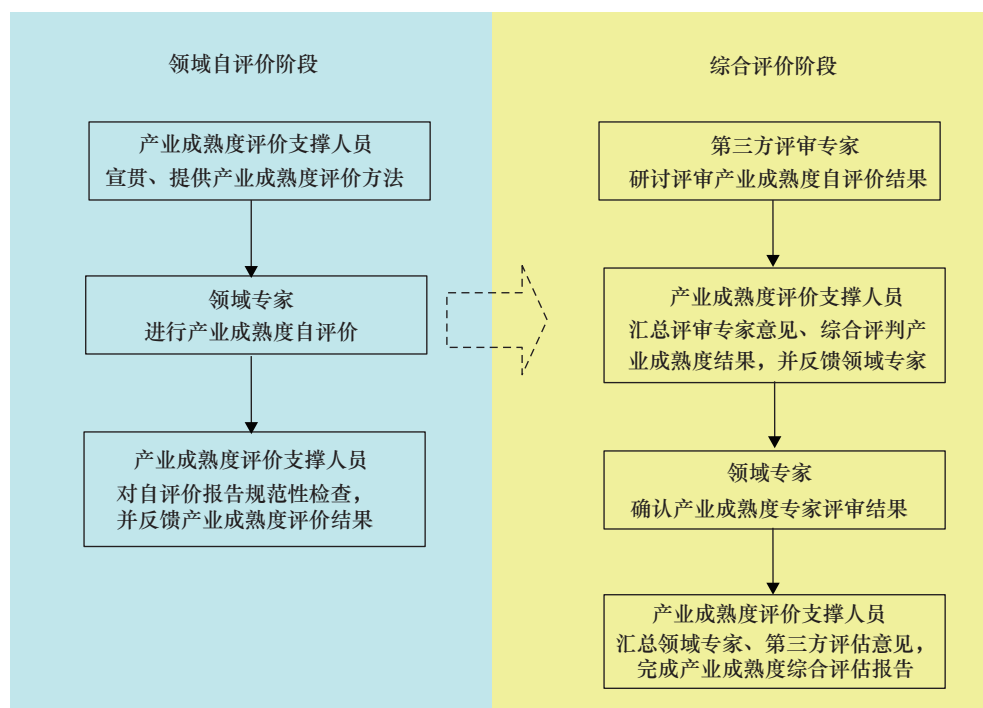 领域自评价阶段
产业成熟度评价支撑人员
宣贯、提供产业成熟度评价方法
领域专家
进行产业成熟度自评价
产业成熟度评价支撑人员
对自评价报告规范性检查，
并反馈产业成熟度评价结果
综合评价阶段
第三方评审专家
研讨评审产业成熟度自评价结果
产业成熟度评价支撑人员
汇总评审专家意见、综合评判产
业成熟度结果，并反馈领域专家
领域专家
确认产业成熟度专家评审结果
产业成熟度评价支撑人员
汇总领域专家、第三方评估意见，
完成产业成熟度综合评估报告